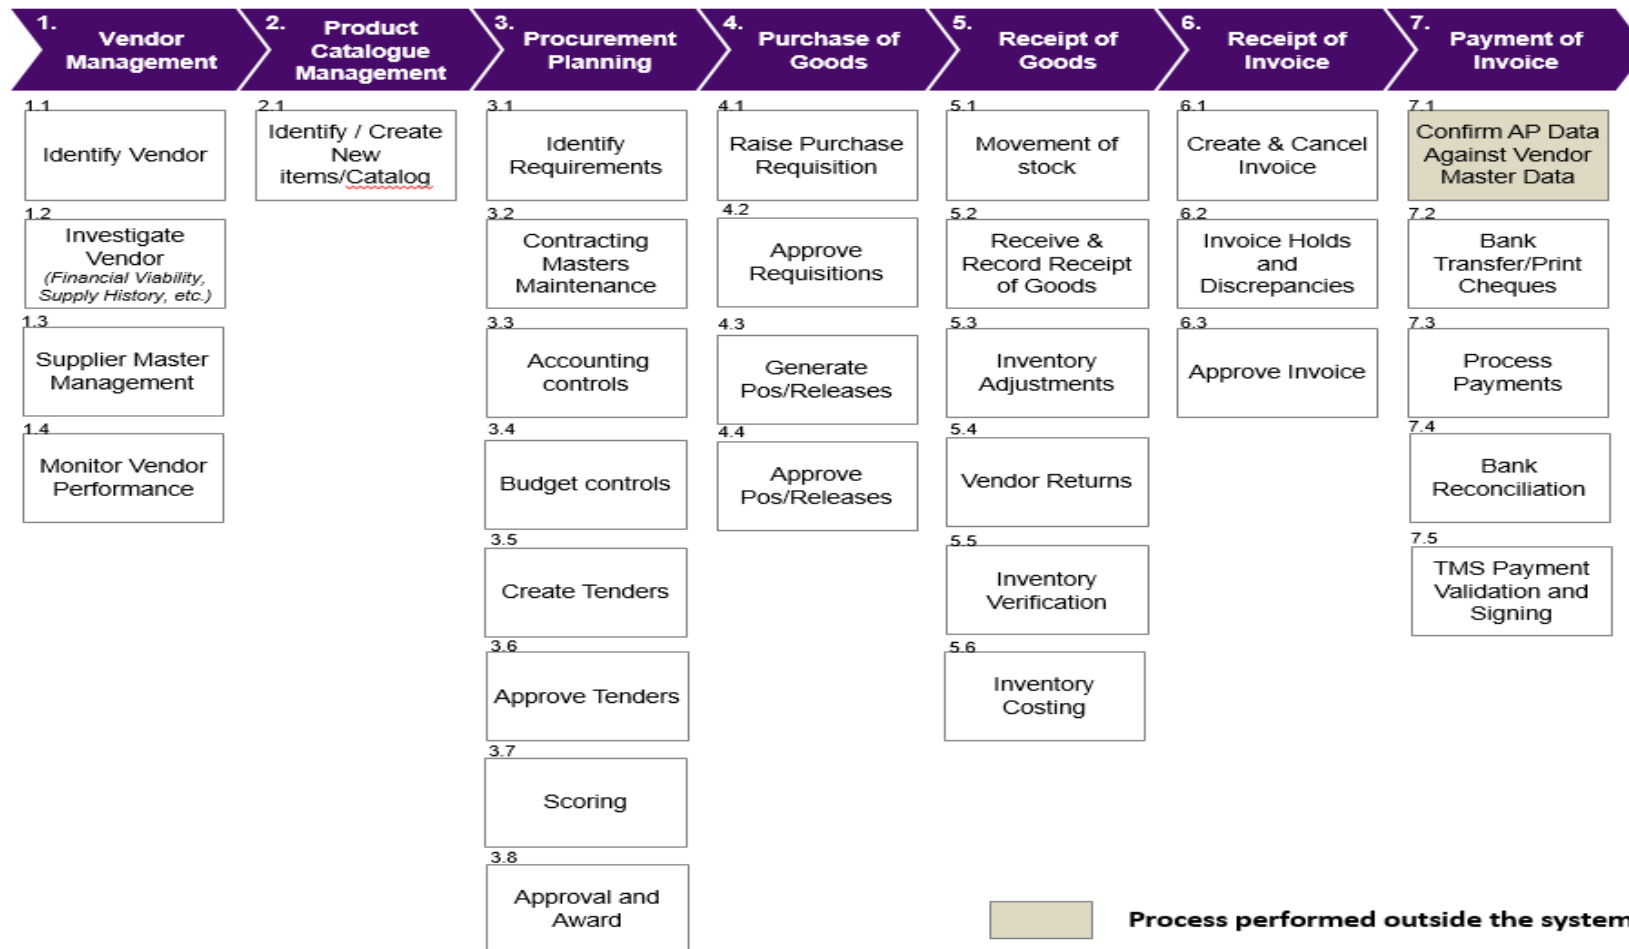 1.
Vendor
Management
2.
Product
Catalogue
Management
3.
Procurement
Planning
4.
Purchase of
Goods
5.
Receipt of
Goods
6.
Receipt of
Invoice
7.
Payment of
Invoice
1.1
Identify Vendor
1.2
Investigate
Vendor
(Financial Viability,
Supply History, etc.)
1.3
Supplier Master
Management
1.4
Monitor Vendor
Performance
2.1
Identify / Create
New
items/Catalog
3.1
Identify
Requirements
3.2
Contracting
Masters
Maintenance
3.3
Accounting
controls
3.4
Budget controls
3.5
Create Tenders
3.6
Approve Tenders
3.7
Scoring
3.8
Approval and
Award
4.1
Raise Purchase
Requisition
4.2
Approve
Requisitions
4.3
Generate
Pos/Releases
4.4
Approve
Pos/Releases
5.1
Movement of
stock
5.2
Receive &
Record Receipt
of Goods
5.3
Inventory
Adjustments
5.4
Vendor Returns
5.5
Inventory
Verification
5.6
Inventory
Costing
6.1
Create & Cancel
Invoice
6.2
Invoice Holds
and
Discrepancies
6.3
Approve Invoice
7.1
Confirm AP Data
Against Vendor
Master Data
7.2
Bank
Transfer/Print
Cheques
7.3
Process
Payments
7.4
Bank
Reconciliation
7.5
TMS Payment
Validation and
Signing
Process performed outside the system